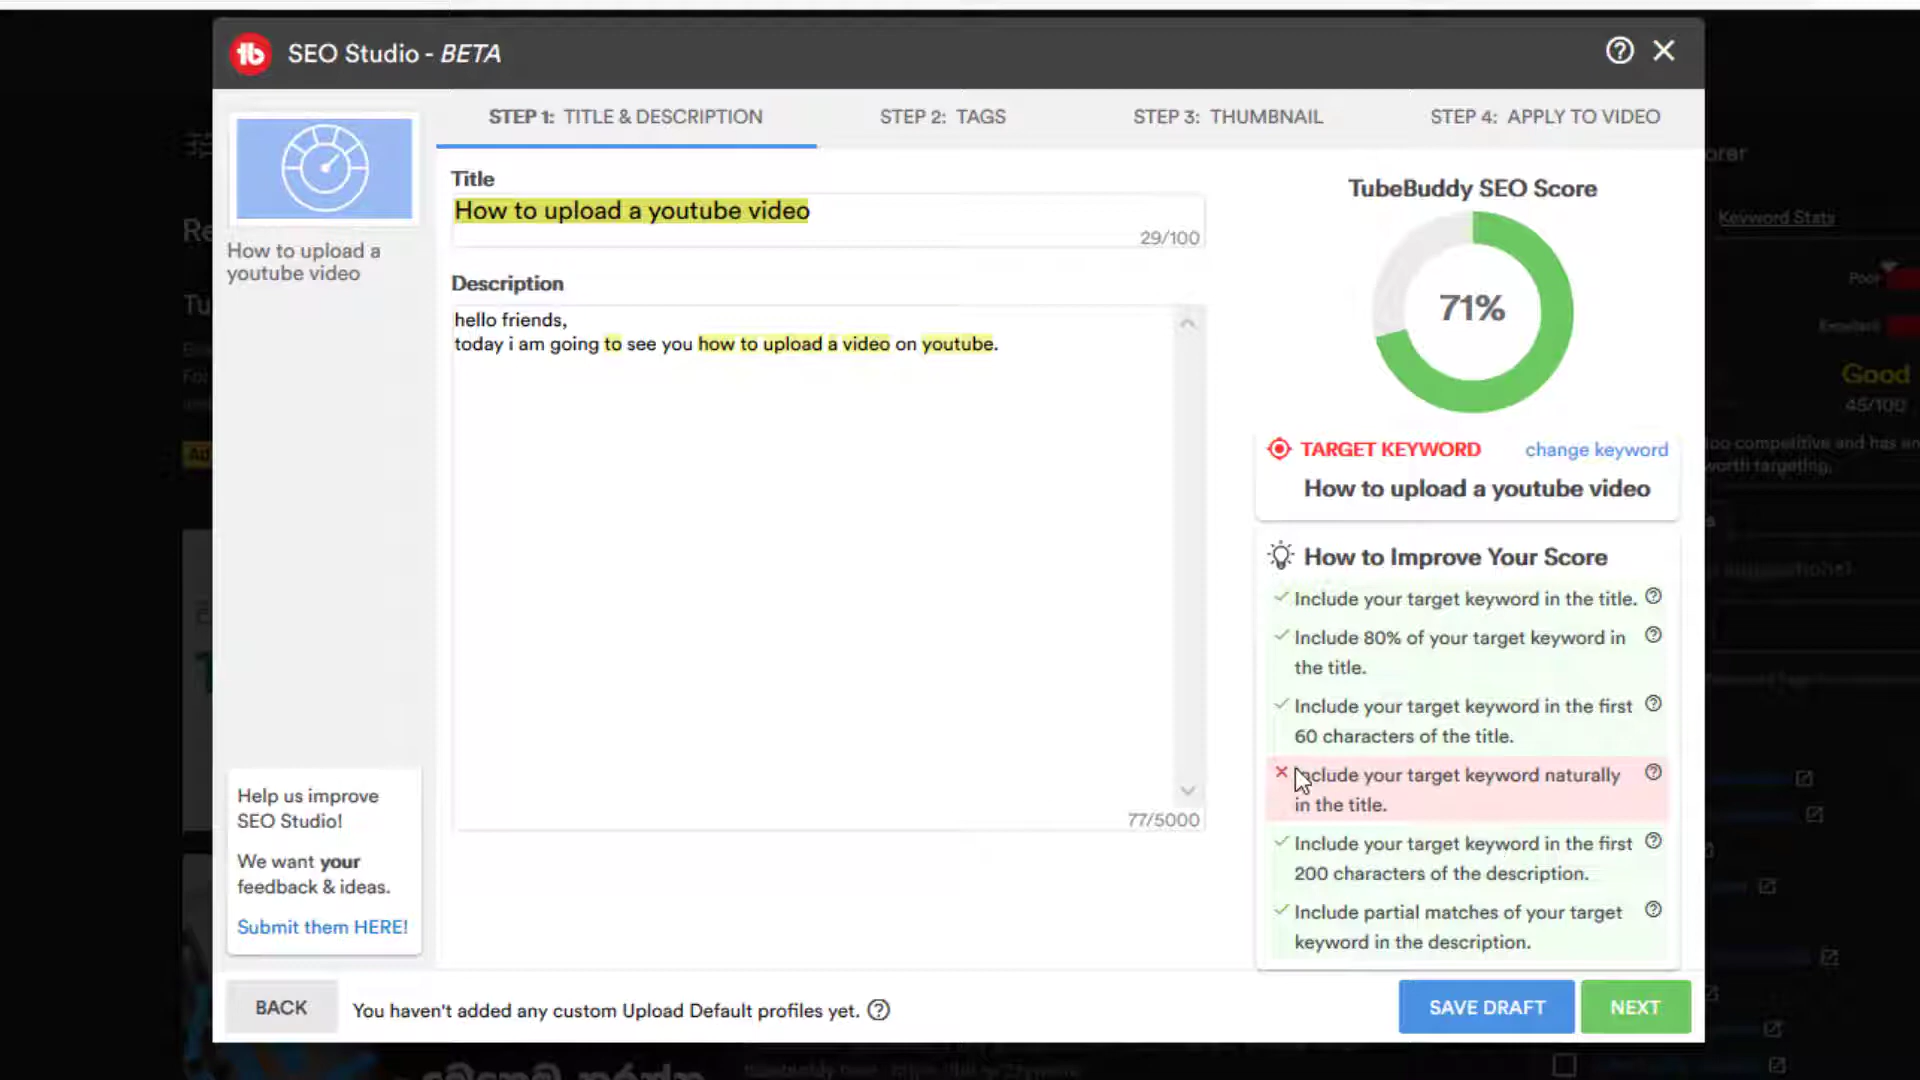 SEO Studio - BETA
STEP 1: TITLE & DESCRIPTION
STEP 2: TAGS
STEP 3: THUMBNAIL
STEP 4: APPLY TO VIDEO
How to upload a
youtube video
Title
How to upload a youtube video
29/100
Description
hello friends,
today i am going to see you how to upload a video on youtube.
77/5000
TubeBuddy SEO Score
71%
TARGET KEYWORD
change keyword
How to upload a youtube video
How to Improve Your Score
Include your target keyword in the title.
Include 80% of your target keyword in
the title.
Include your target keyword in the first
60 characters of the title.
Include your target keyword naturally
in the title.
Include your target keyword in the first
200 characters of the description.
Include partial matches of your target
keyword in the description.
Help us improve
SEO Studio!
We want your
feedback & ideas.
Submit them HERE!
BACK
You haven't added any custom Upload Default profiles yet.
SAVE DRAFT
NEXT
Keyword Stats
Poor
Excellent
Good
45/100
worth targeting.